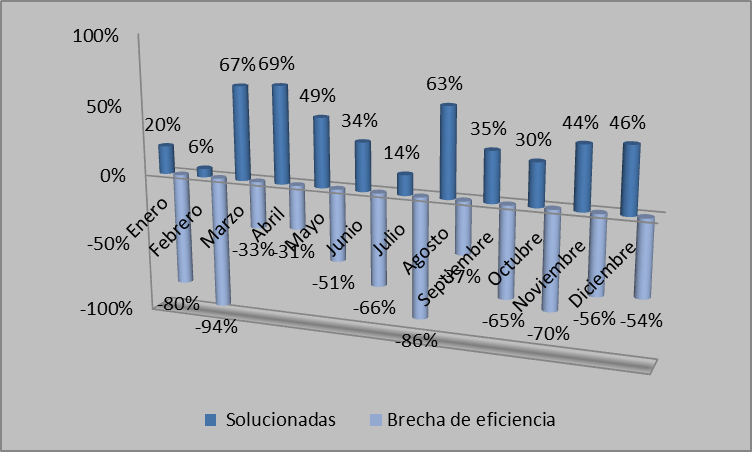 100%
50%
0%
-50%
-100%
20%
6%
67%
69%
49%
34%
14%
63%
35%
30%
44%
46%
Enero
Febrero
Marzo
Abril
Mayo
Junio
Julio
Agosto
Septiembre
Octubre
Noviembre
Diciembre
-80%
-94%
-33%
-31%
-51%
-66%
-86%
-37%
-65%
-70%
-56%
-54%
Solucionadas
Brecha de eficiencia